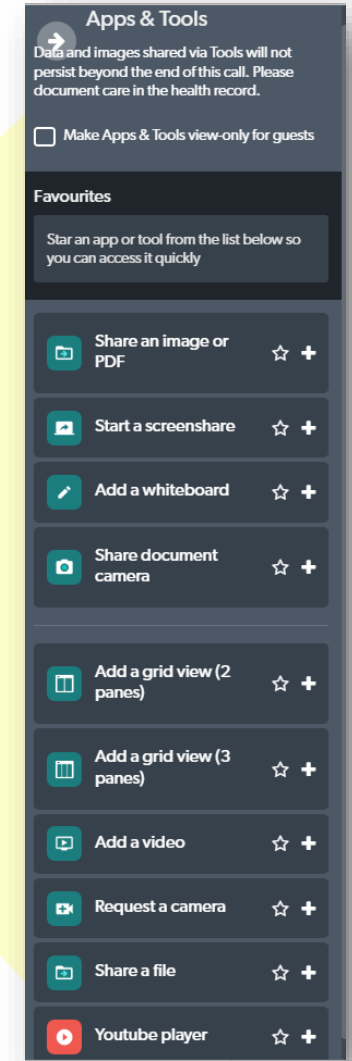 Apps & Tools
Data and images shared via Tools will not
persist beyond the end of this call. Please
document care in the health record.
Make Apps & Tools view-only for guests
Favourites
Star an app or tool from the list below so
you can access it quickly
Share an image or
PDF
Start a screenshare
Add a whiteboard
Share document
camera
Add a grid view (2
panes)
Add a grid view (3
panes)
Add a video
Request a camera
Share a file
Youtube player